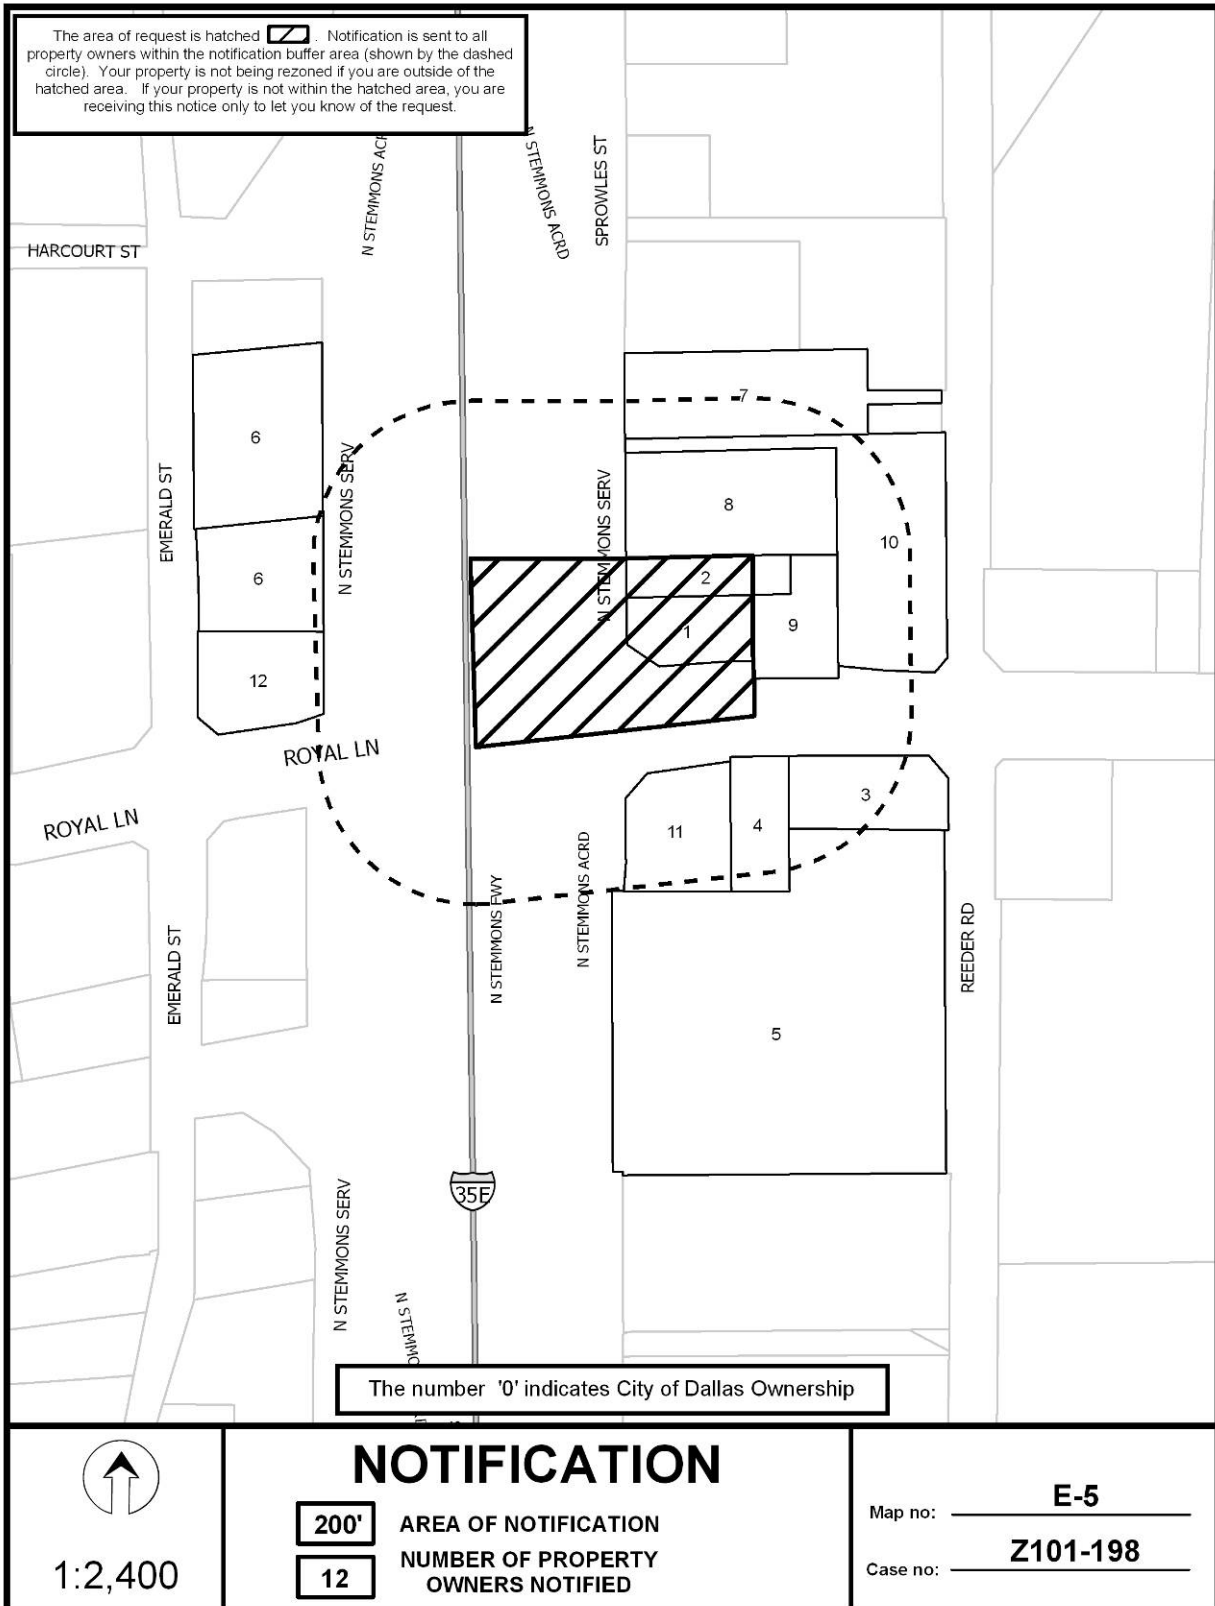 The area of request is hatched . Notification is sent to all
property owners within the notification buffer area (shown by the dashed
circle). Your property is not being rezoned if you are outside of the
hatched area. If your property is not within the hatched area, you are
receiving this notice only to let you know of the request.
N STEMMONS ACR
N STEMMONS ACRD
SPROWLES ST
HARCOURT ST
7
6
EMERALD ST
N STEMMONS SERV
N STEMMONS SERV
8
10
6
2
1
9
12
ROYAL LN
ROYAL LN
3
11
4
N STEMMONS FWY
N STEMMONS ACRD
EMERALD ST
REEDER RD
5
35E
N STEMMONS SERV
N STEMMO
The number '0' indicates City of Dallas Ownership
1:2,400
NOTIFICATION
200' AREA OF NOTIFICATION
12 NUMBER OF PROPERTY
OWNERS NOTIFIED
Map no: E-5
Case no: Z101-198